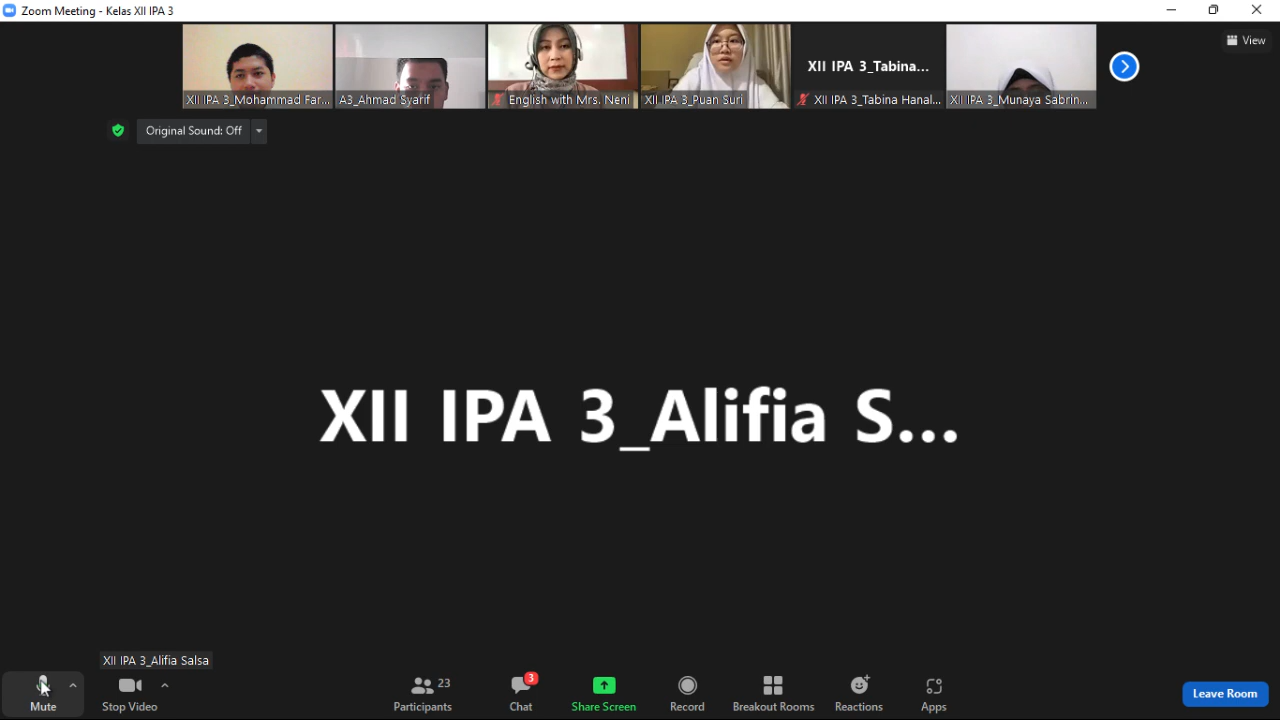 Zoom Meeting - Kelas XII IPA 3
XII IPA 3_Mohammad Far...
A3_Ahmad Syarif
English with Mrs. Neni
XII IPA 3_Puan Suri
XII IPA 3_Tabina...
XII IPA 3_Tabina Hanal...
XII IPA 3_Munaya Sabrin...
View
Original Sound: Off
XII IPA 3_Alifia S...
XII IPA 3_Alifia Salsa
Mute
Stop Video
23
Participants
3
Chat
Share Screen
Record
Breakout Rooms
Reactions
Apps
Leave Room